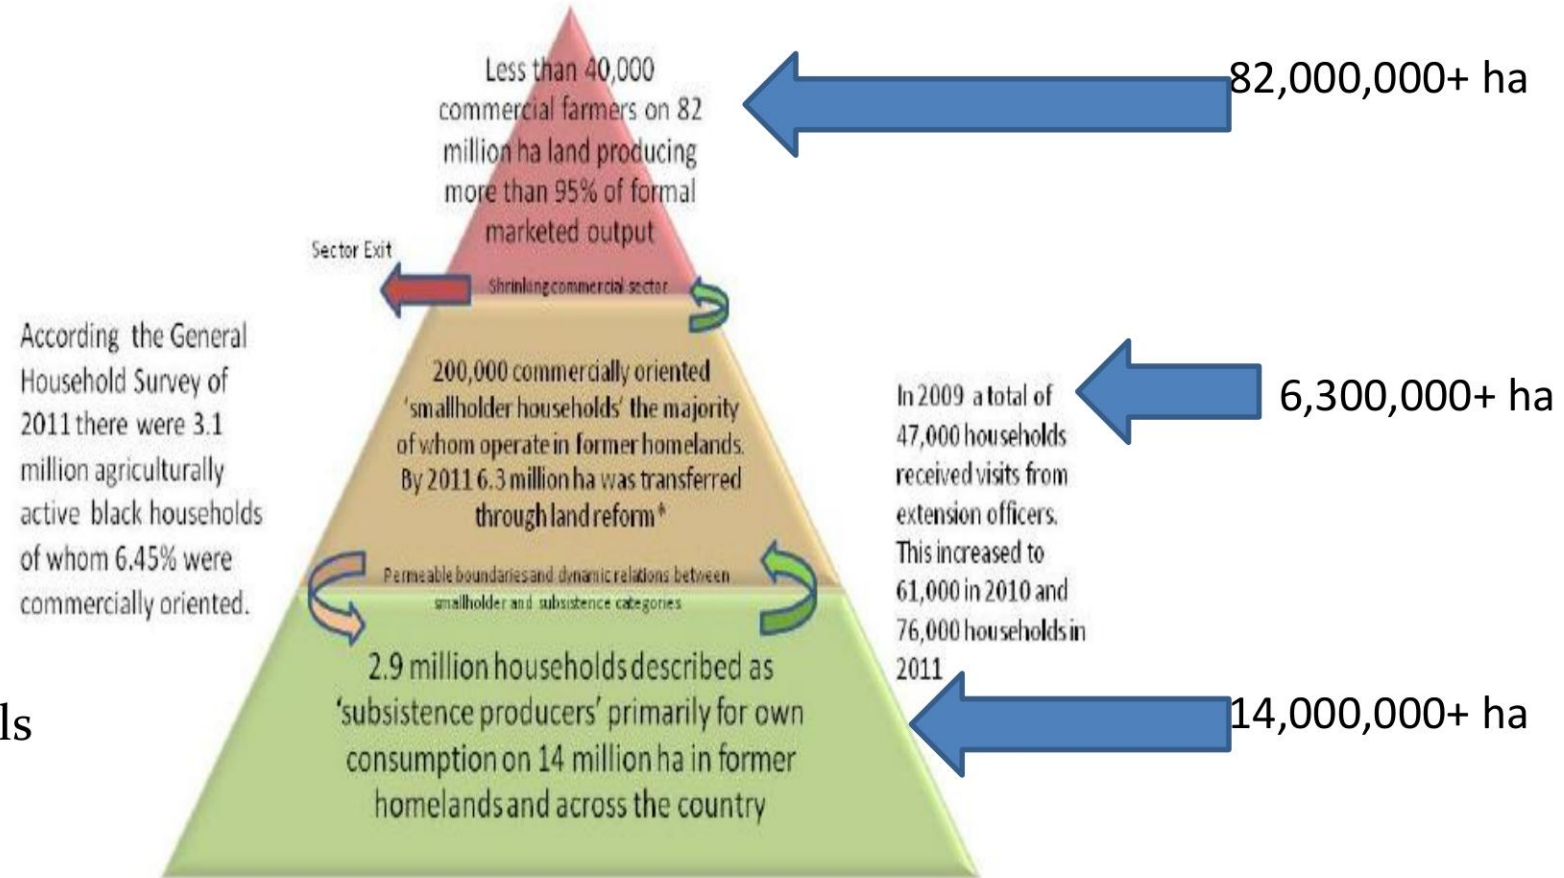 Less than 40,000
commercial farmers on 82
million ha land producing
more than 95% of formal
marketed output
82,000,000+ ha
Sector Exit
Shrinking commercial sector
According the General
Household Survey of
2011 there were 3.1
million agriculturally
active black households
of whom 6.45% were
commercially oriented.
200,000 commercially oriented
'smallholder households' the majority
of whom operate in former homelands.
By 2011 6.3 million ha was transferred
through land reform*
In 2009 a total of
47,000 households
received visits from
extension officers.
This increased to
61,000 in 2010 and
76,000 households in
2011
6,300,000+ ha
Permeable boundaries and dynamic relations between
smallholder and subsistence categories
2.9 million households described as
'subsistence producers' primarily for own
consumption on 14 million ha in former
homelands and across the country
14,000,000+ ha
ls